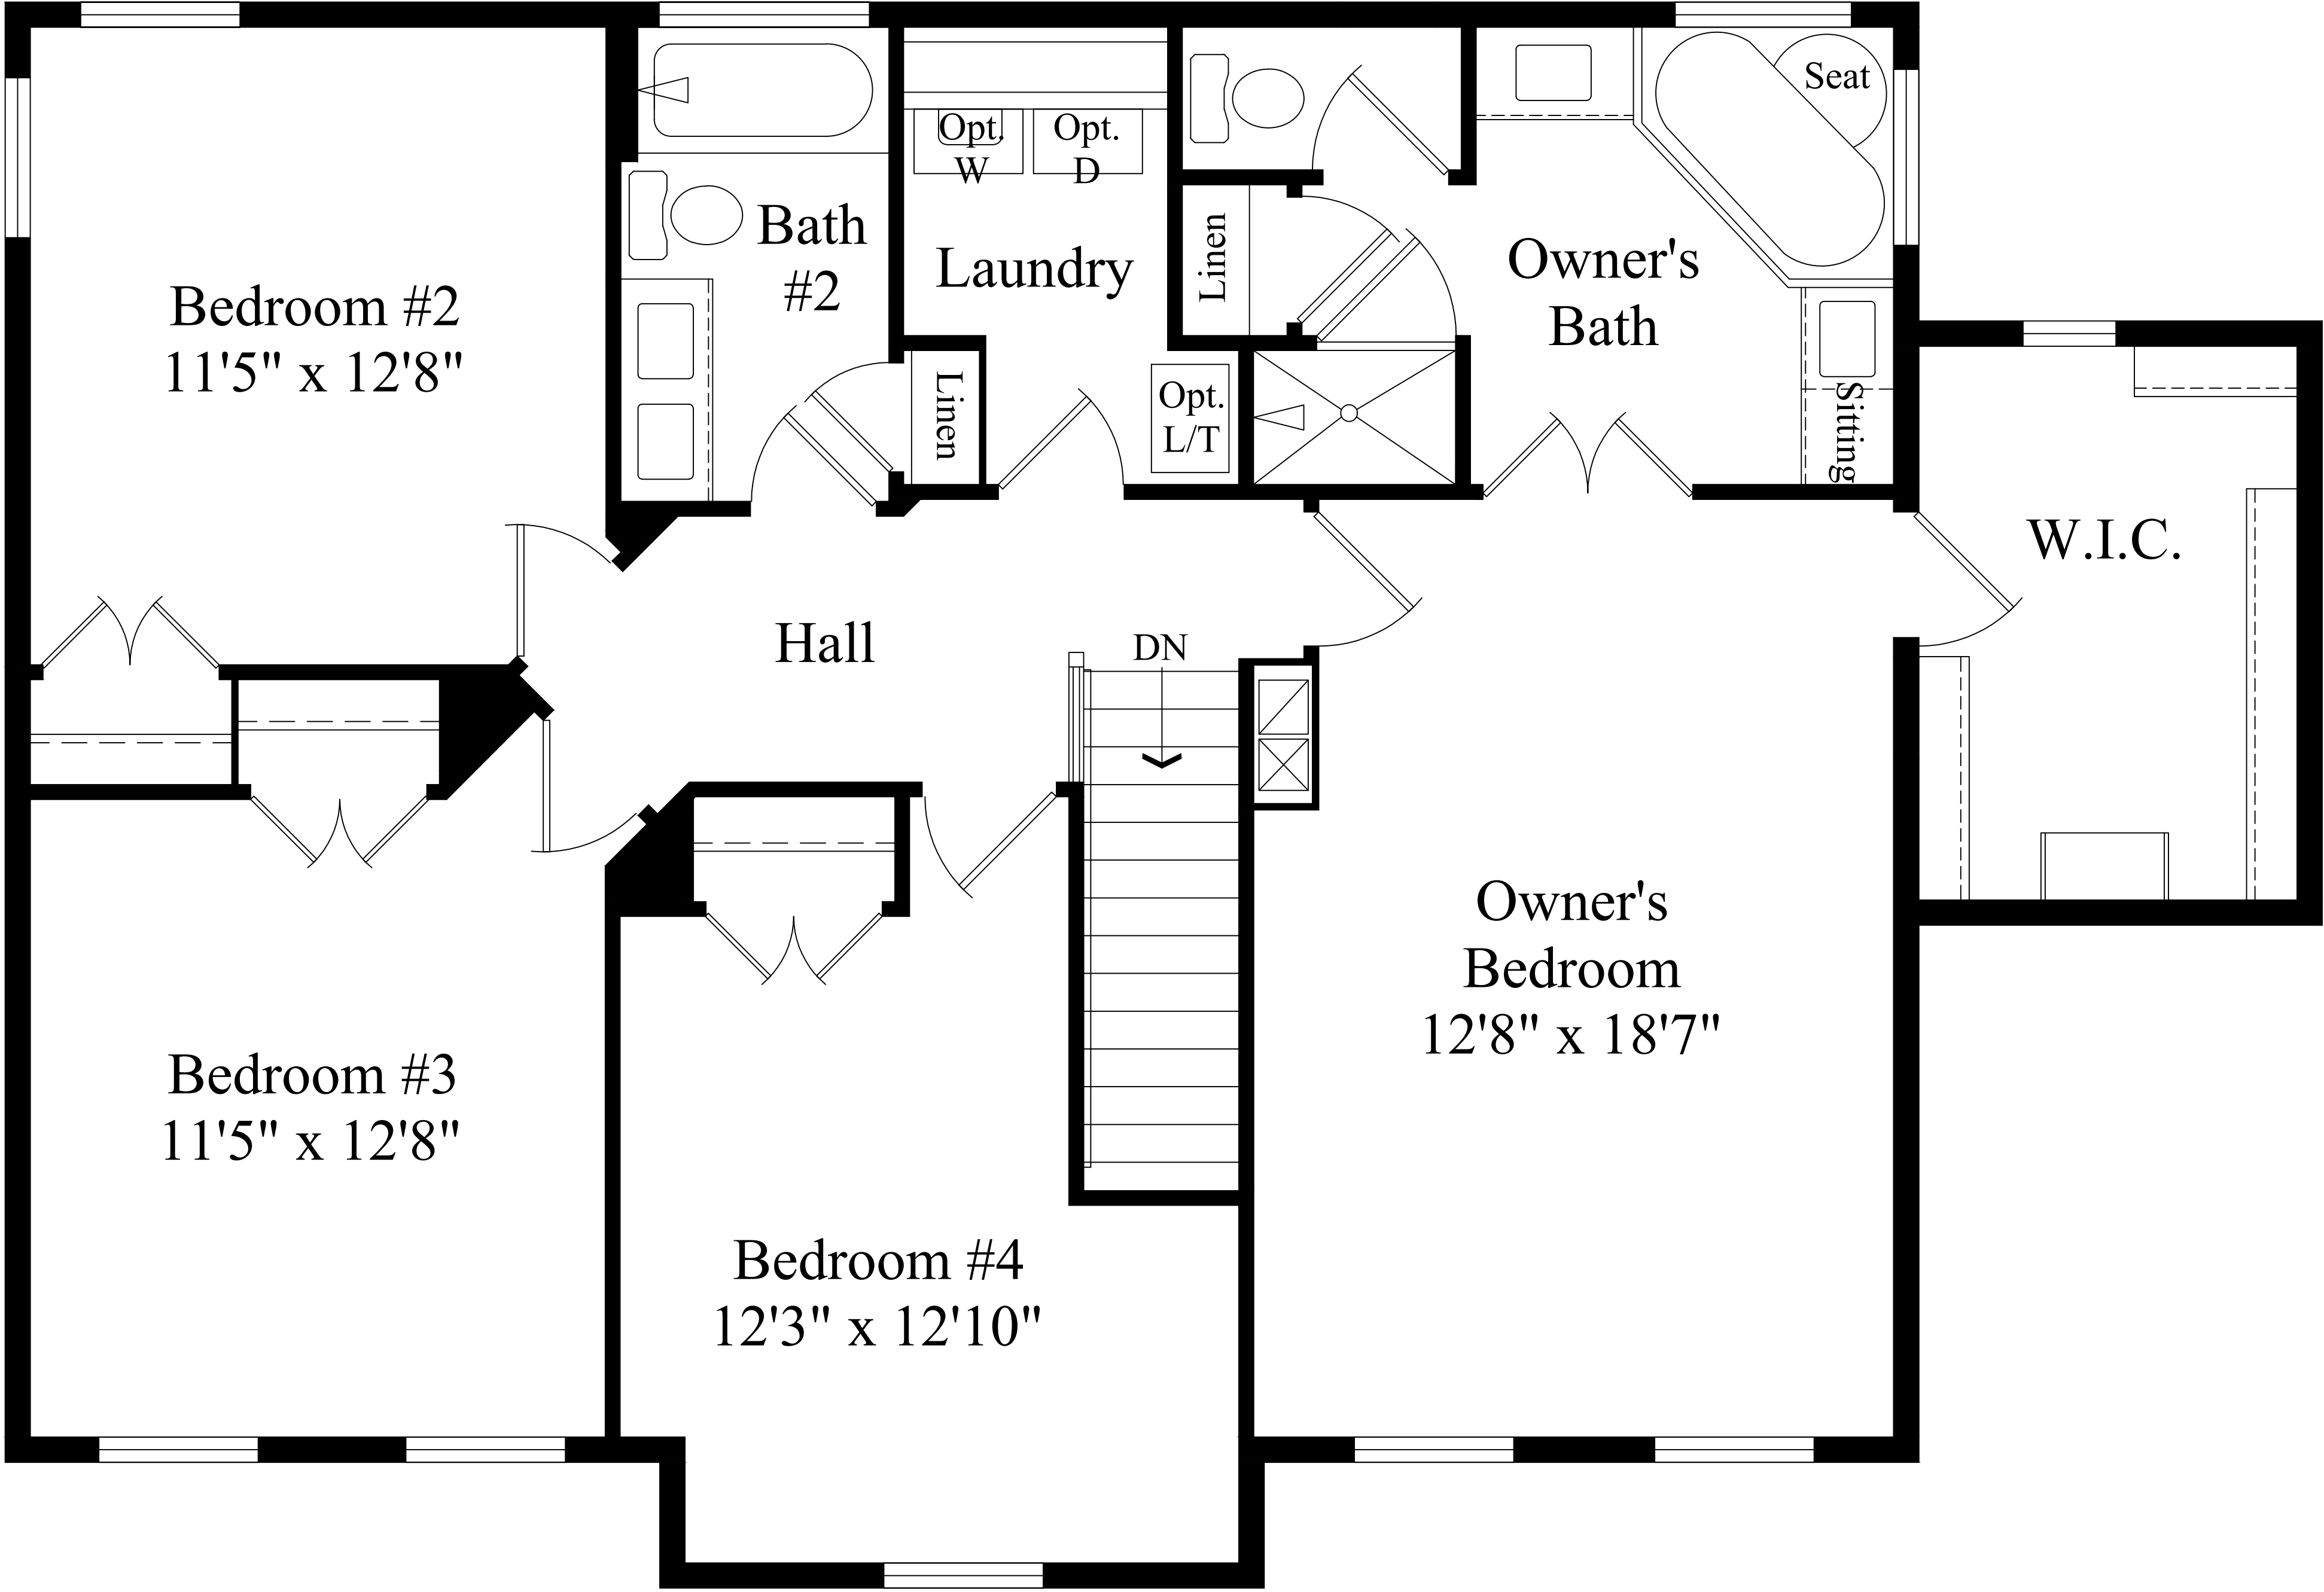 Seat
Opt.
W
Opt.
D
Bath
#2
Laundry
Linen
Owner's
Bath
Bedroom #2
11'5" x 12'8"
Linen
Opt.
L/T
Sitting
W.I.C.
Hall
DN
Owner's
Bedroom
12'8" x 18'7"
Bedroom #3
11'5" x 12'8"
Bedroom #4
12'3" x 12'10"